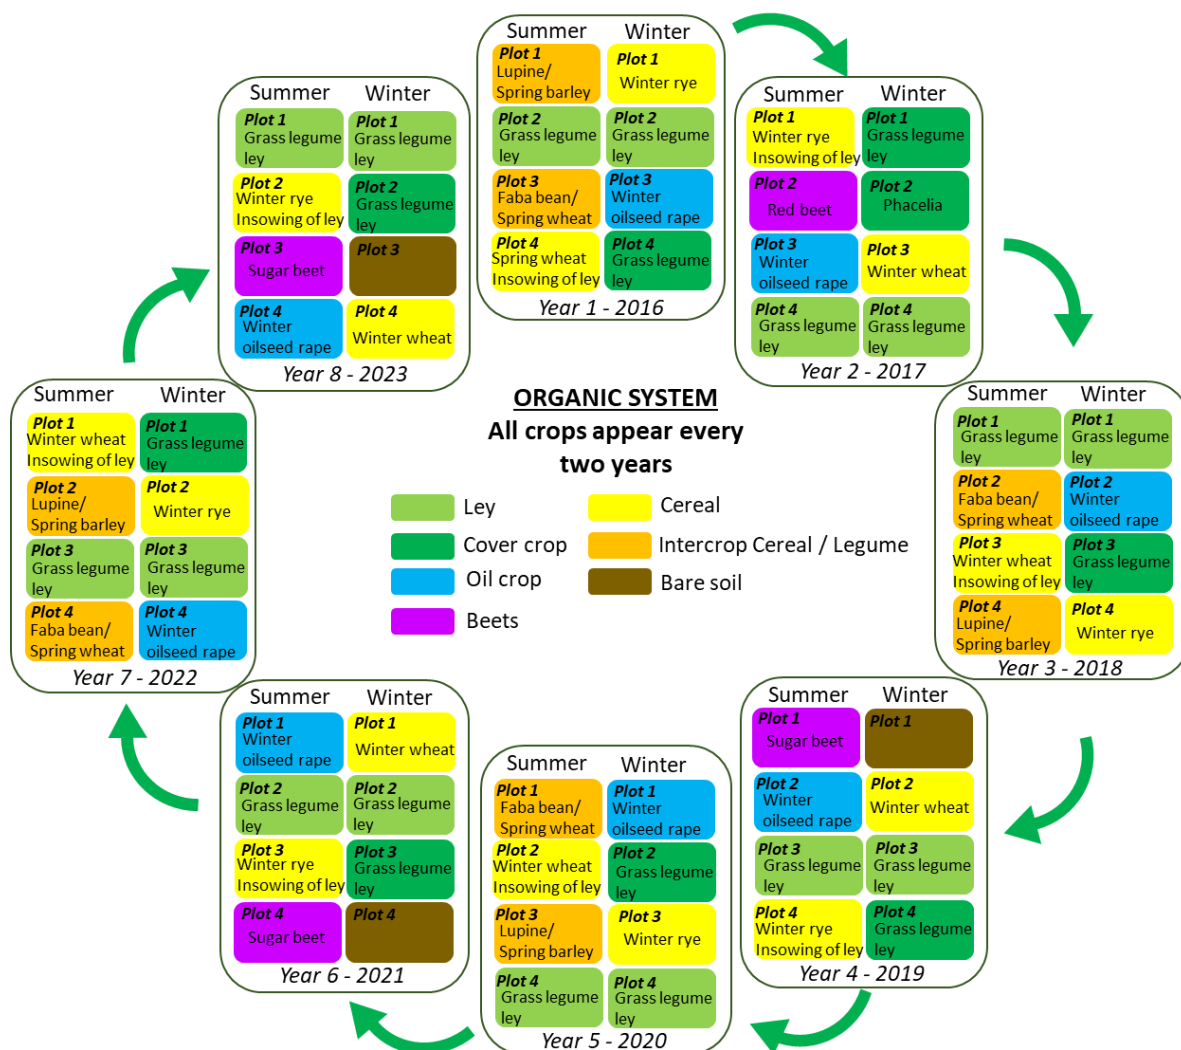 Summer Winter
Plot 1
Lupine/
Spring barley
Plot 1
Winter rye
Plot 2
Grass legume
ley
Plot 2
Grass legume
ley
Plot 3
Faba bean/
Spring wheat
Plot 3
Winter
oilseed rape
Plot 4
Spring wheat
Insowing of ley
Plot 4
Grass legume
ley
Year 1 - 2016
Summer Winter
Plot 1
Winter rye
Insowing of ley
Plot 1
Grass legume
ley
Plot 2
Red beet
Plot 2
Phacelia
Plot 3
Winter
oilseed rape
Plot 3
Winter wheat
Plot 4
Grass legume
ley
Plot 4
Grass legume
ley
Year 2 - 2017
Summer Winter
Plot 1
Grass legume
ley
Plot 1
Grass legume
ley
Plot 2
Faba bean/
Spring wheat
Plot 2
Winter
oilseed rape
Plot 3
Winter wheat
Insowing of ley
Plot 3
Grass legume
ley
Plot 4
Lupine/
Spring barley
Plot 4
Winter rye
Year 3 - 2018
Summer Winter
Plot 1
Sugar beet
Plot 1
Plot 2
Winter
oilseed rape
Plot 2
Winter wheat
Plot 3
Grass legume
ley
Plot 3
Grass legume
ley
Plot 4
Winter rye
Insowing of ley
Plot 4
Grass legume
ley
Year 4 - 2019
Summer Winter
Plot 1
Faba bean/
Spring wheat
Plot 1
Winter
oilseed rape
Plot 2
Winter wheat
Insowing of ley
Plot 2
Grass legume
ley
Plot 3
Lupine/
Spring barley
Plot 3
Winter rye
Plot 4
Grass legume
ley
Plot 4
Grass legume
ley
Year 5 - 2020
Summer Winter
Plot 1
Winter
oilseed rape
Plot 1
Winter wheat
Plot 2
Grass legume
ley
Plot 2
Grass legume
ley
Plot 3
Winter rye
Insowing of ley
Plot 3
Grass legume
ley
Plot 4
Sugar beet
Plot 4
Year 6 - 2021
Summer Winter
Plot 1
Winter wheat
Insowing of ley
Plot 1
Grass legume
ley
Plot 2
Lupine/
Spring barley
Plot 2
Winter rye
Plot 3
Grass legume
ley
Plot 3
Grass legume
ley
Plot 4
Faba bean/
Spring wheat
Plot 4
Winter
oilseed rape
Year 7 - 2022
Summer Winter
Plot 1
Grass legume
ley
Plot 1
Grass legume
ley
Plot 2
Winter rye
Insowing of ley
Plot 2
Grass legume
ley
Plot 3
Sugar beet
Plot 3
Plot 4
Winter
oilseed rape
Plot 4
Winter wheat
Year 8 - 2023
ORGANIC SYSTEM
All crops appear every
two years
Ley
Cover crop
Oil crop
Beets
Cereal
Intercrop Cereal / Legume
Bare soil